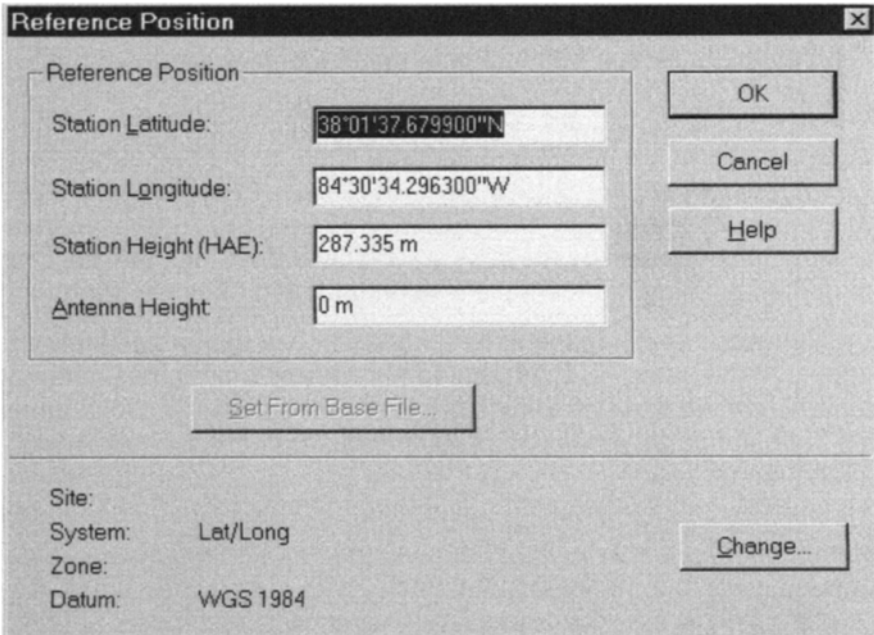 Reference Position
Reference Position
Station Latitude: 38°01'37.679900"N
Station Longitude: 84°30'34.296300"W
Station Height (HAE): 287.335 m
Antenna Height: 0 m
OK
Cancel
Help
Set From Base File...
Site:
System: Lat/Long
Zone:
Datum: WGS 1984
Change...